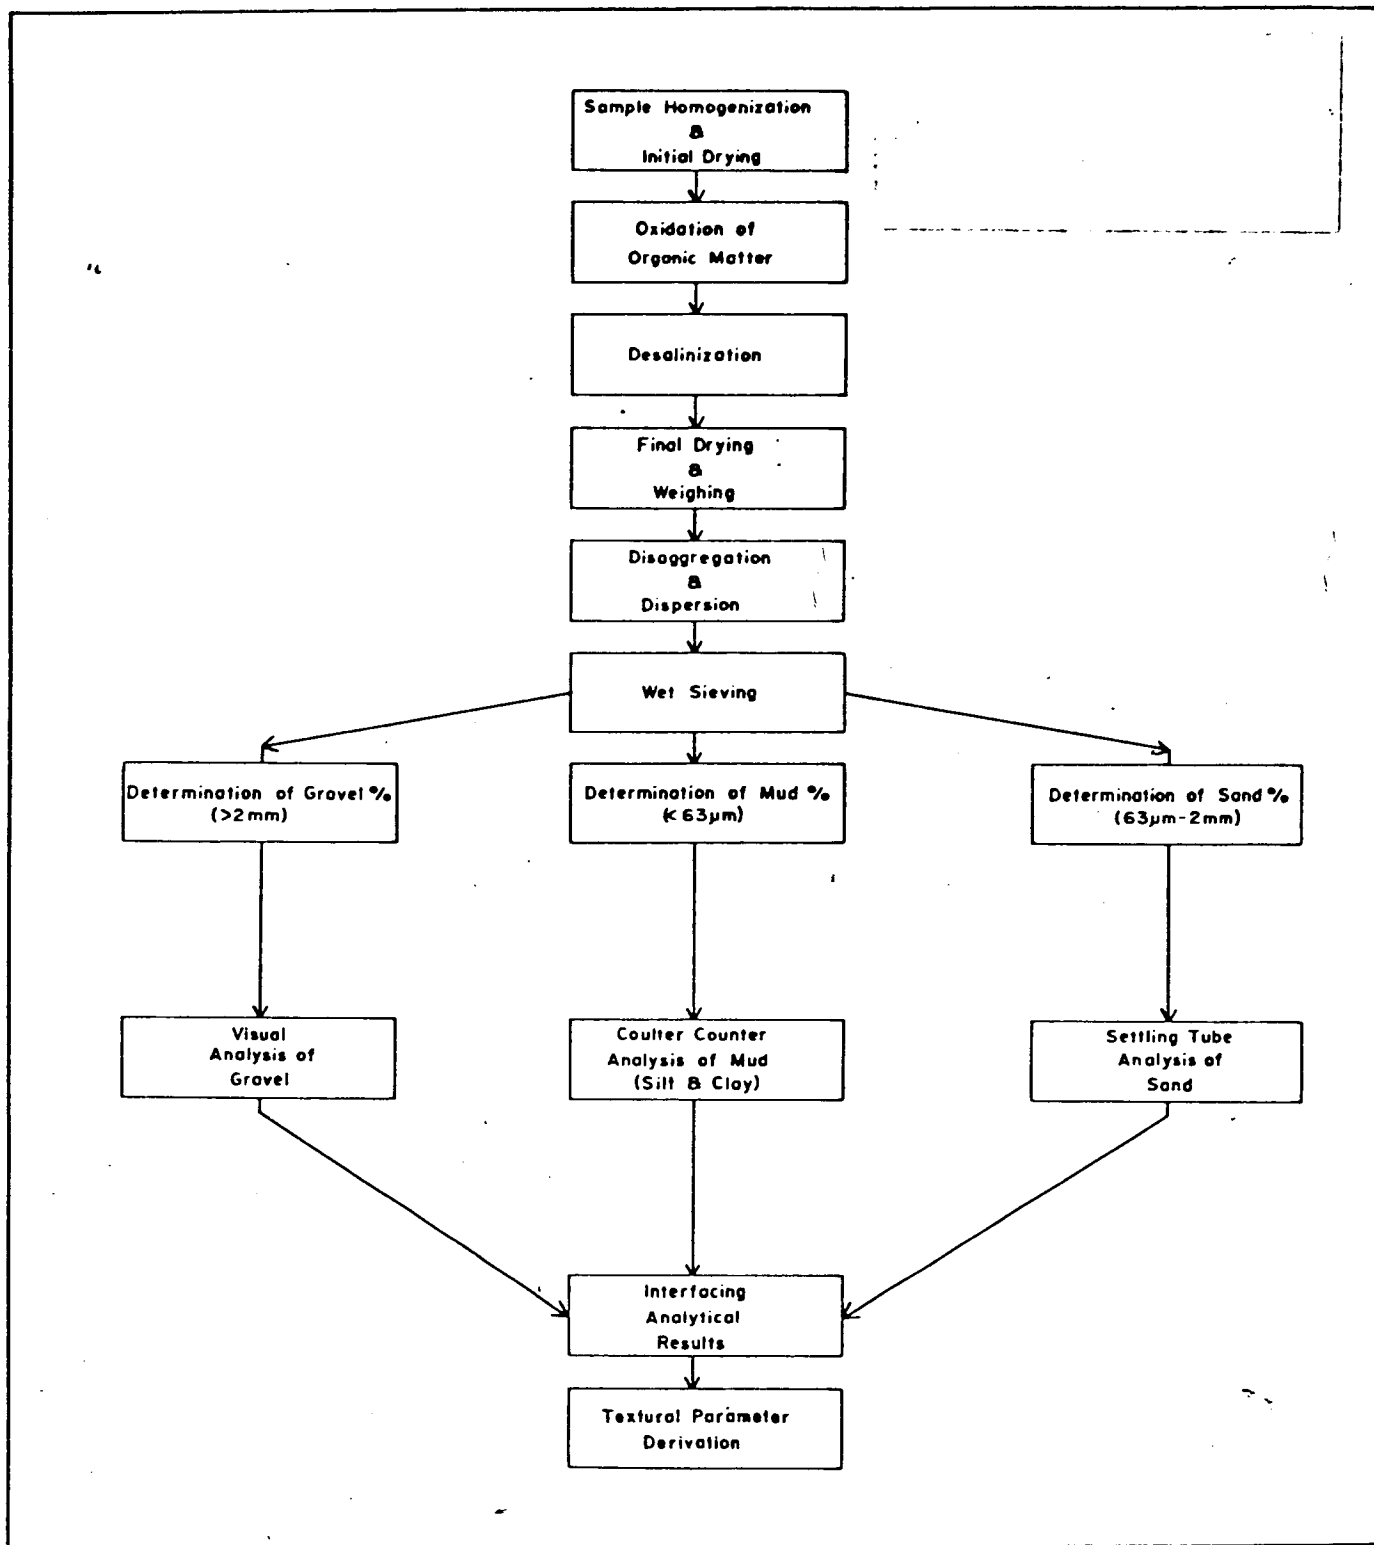 Sample Homogenization
&
Initial Drying
Oxidation of
Organic Matter
Desalinization
Final Drying
&
Weighing
Disaggregation
&
Dispersion
Wet Sieving
Determination of Gravel %
(>2mm)
Determination of Mud %
(<63µm)
Determination of Sand %
(63µm-2mm)
Visual
Analysis of
Gravel
Coulter Counter
Analysis of Mud
(Silt & Clay)
Settling Tube
Analysis of
Sand
Interfacing
Analytical
Results
Textural Parameter
Derivation